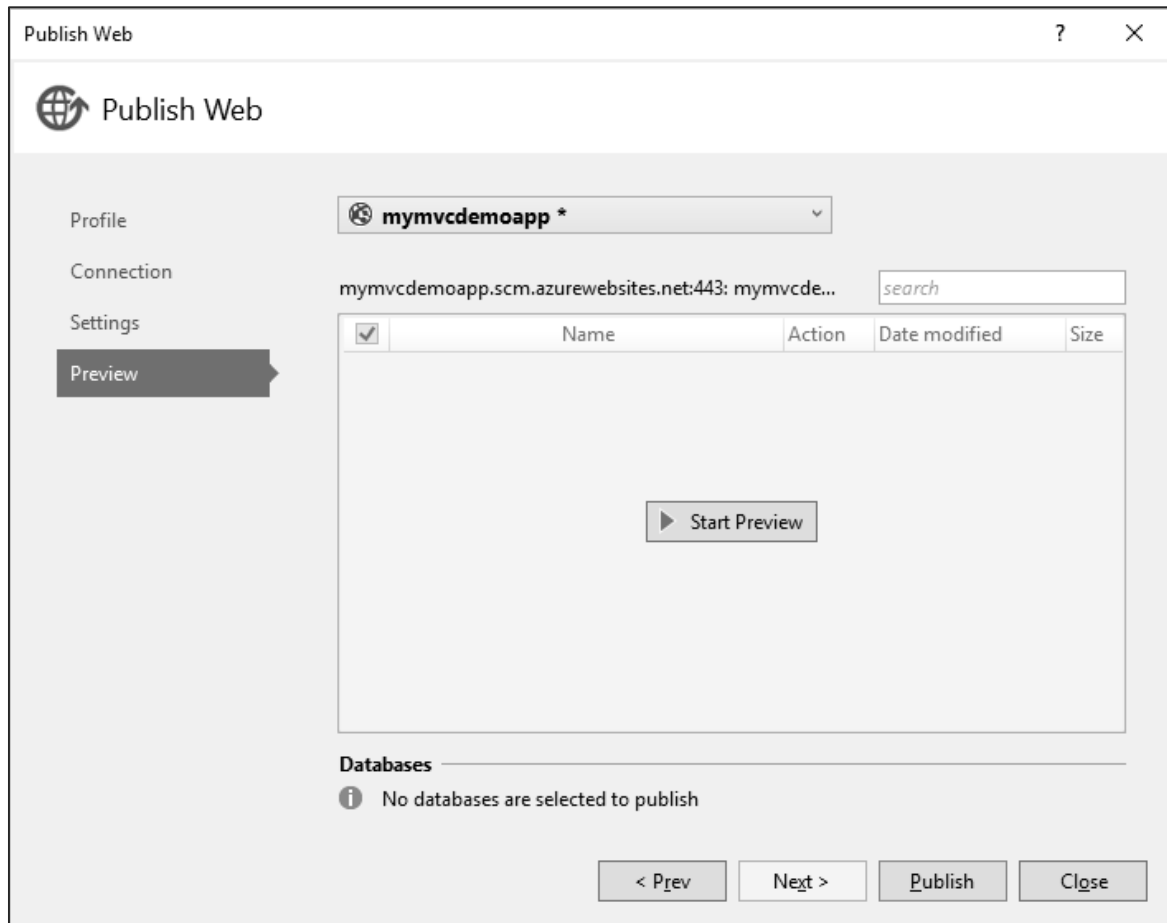 Publish Web ?
Publish Web
Profile
Connection
Settings
Preview
mymvcdemoapp *
mymvcdemoapp.scm.azurewebsites.net:443: mymvcde... search
Name Action Date modified Size
Start Preview
Databases
No databases are selected to publish
< Prev Next > Publish Close